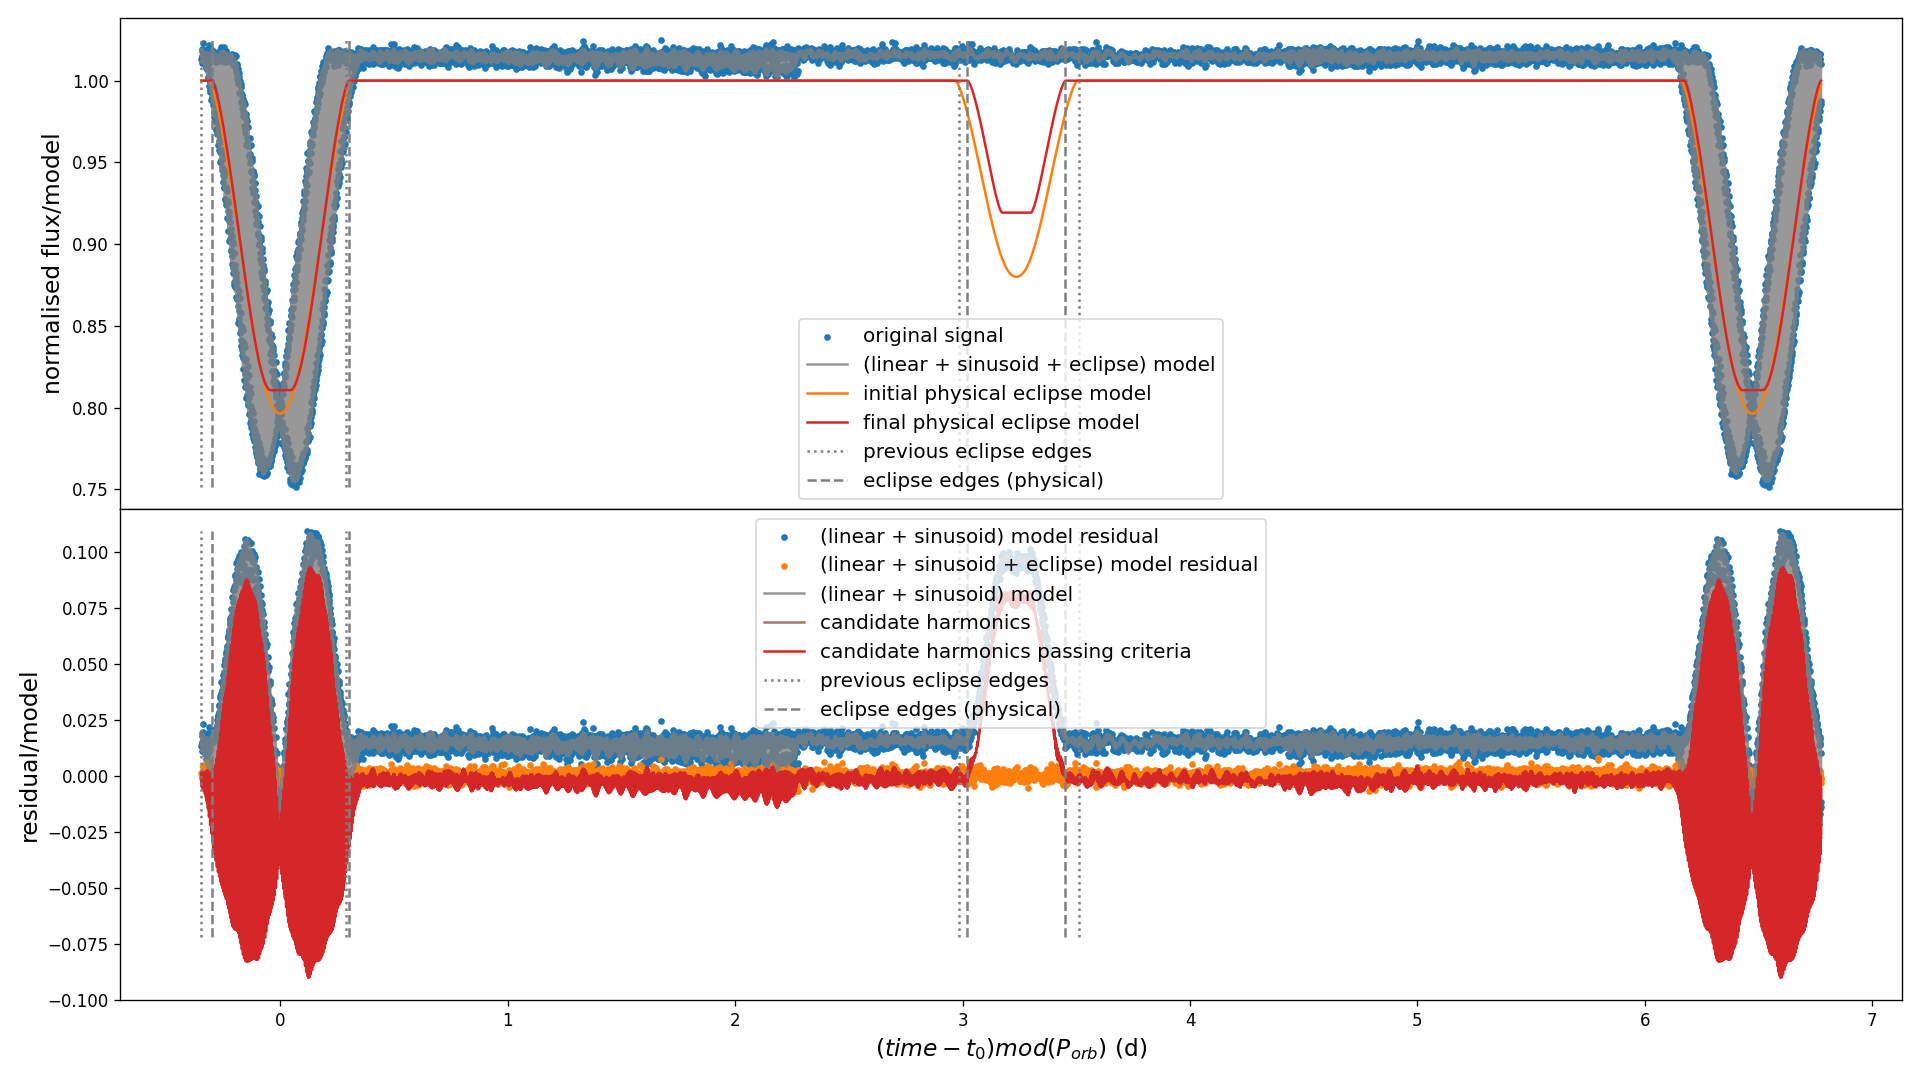 normalised flux/model
1.00
0.95
0.90
0.85
0.80
0.75
original signal
(linear + sinusoid + eclipse) model
initial physical eclipse model
final physical eclipse model
previous eclipse edges
eclipse edges (physical)
residual/model
0.100
0.075
0.050
0.025
0.000
−0.025
−0.050
−0.075
−0.100
(linear + sinusoid) model residual
(linear + sinusoid + eclipse) model residual
(linear + sinusoid) model
candidate harmonics
candidate harmonics passing criteria
previous eclipse edges
eclipse edges (physical)
0 1 2 3 4 5 6 7
(time − t₀)mod(P_orb) (d)